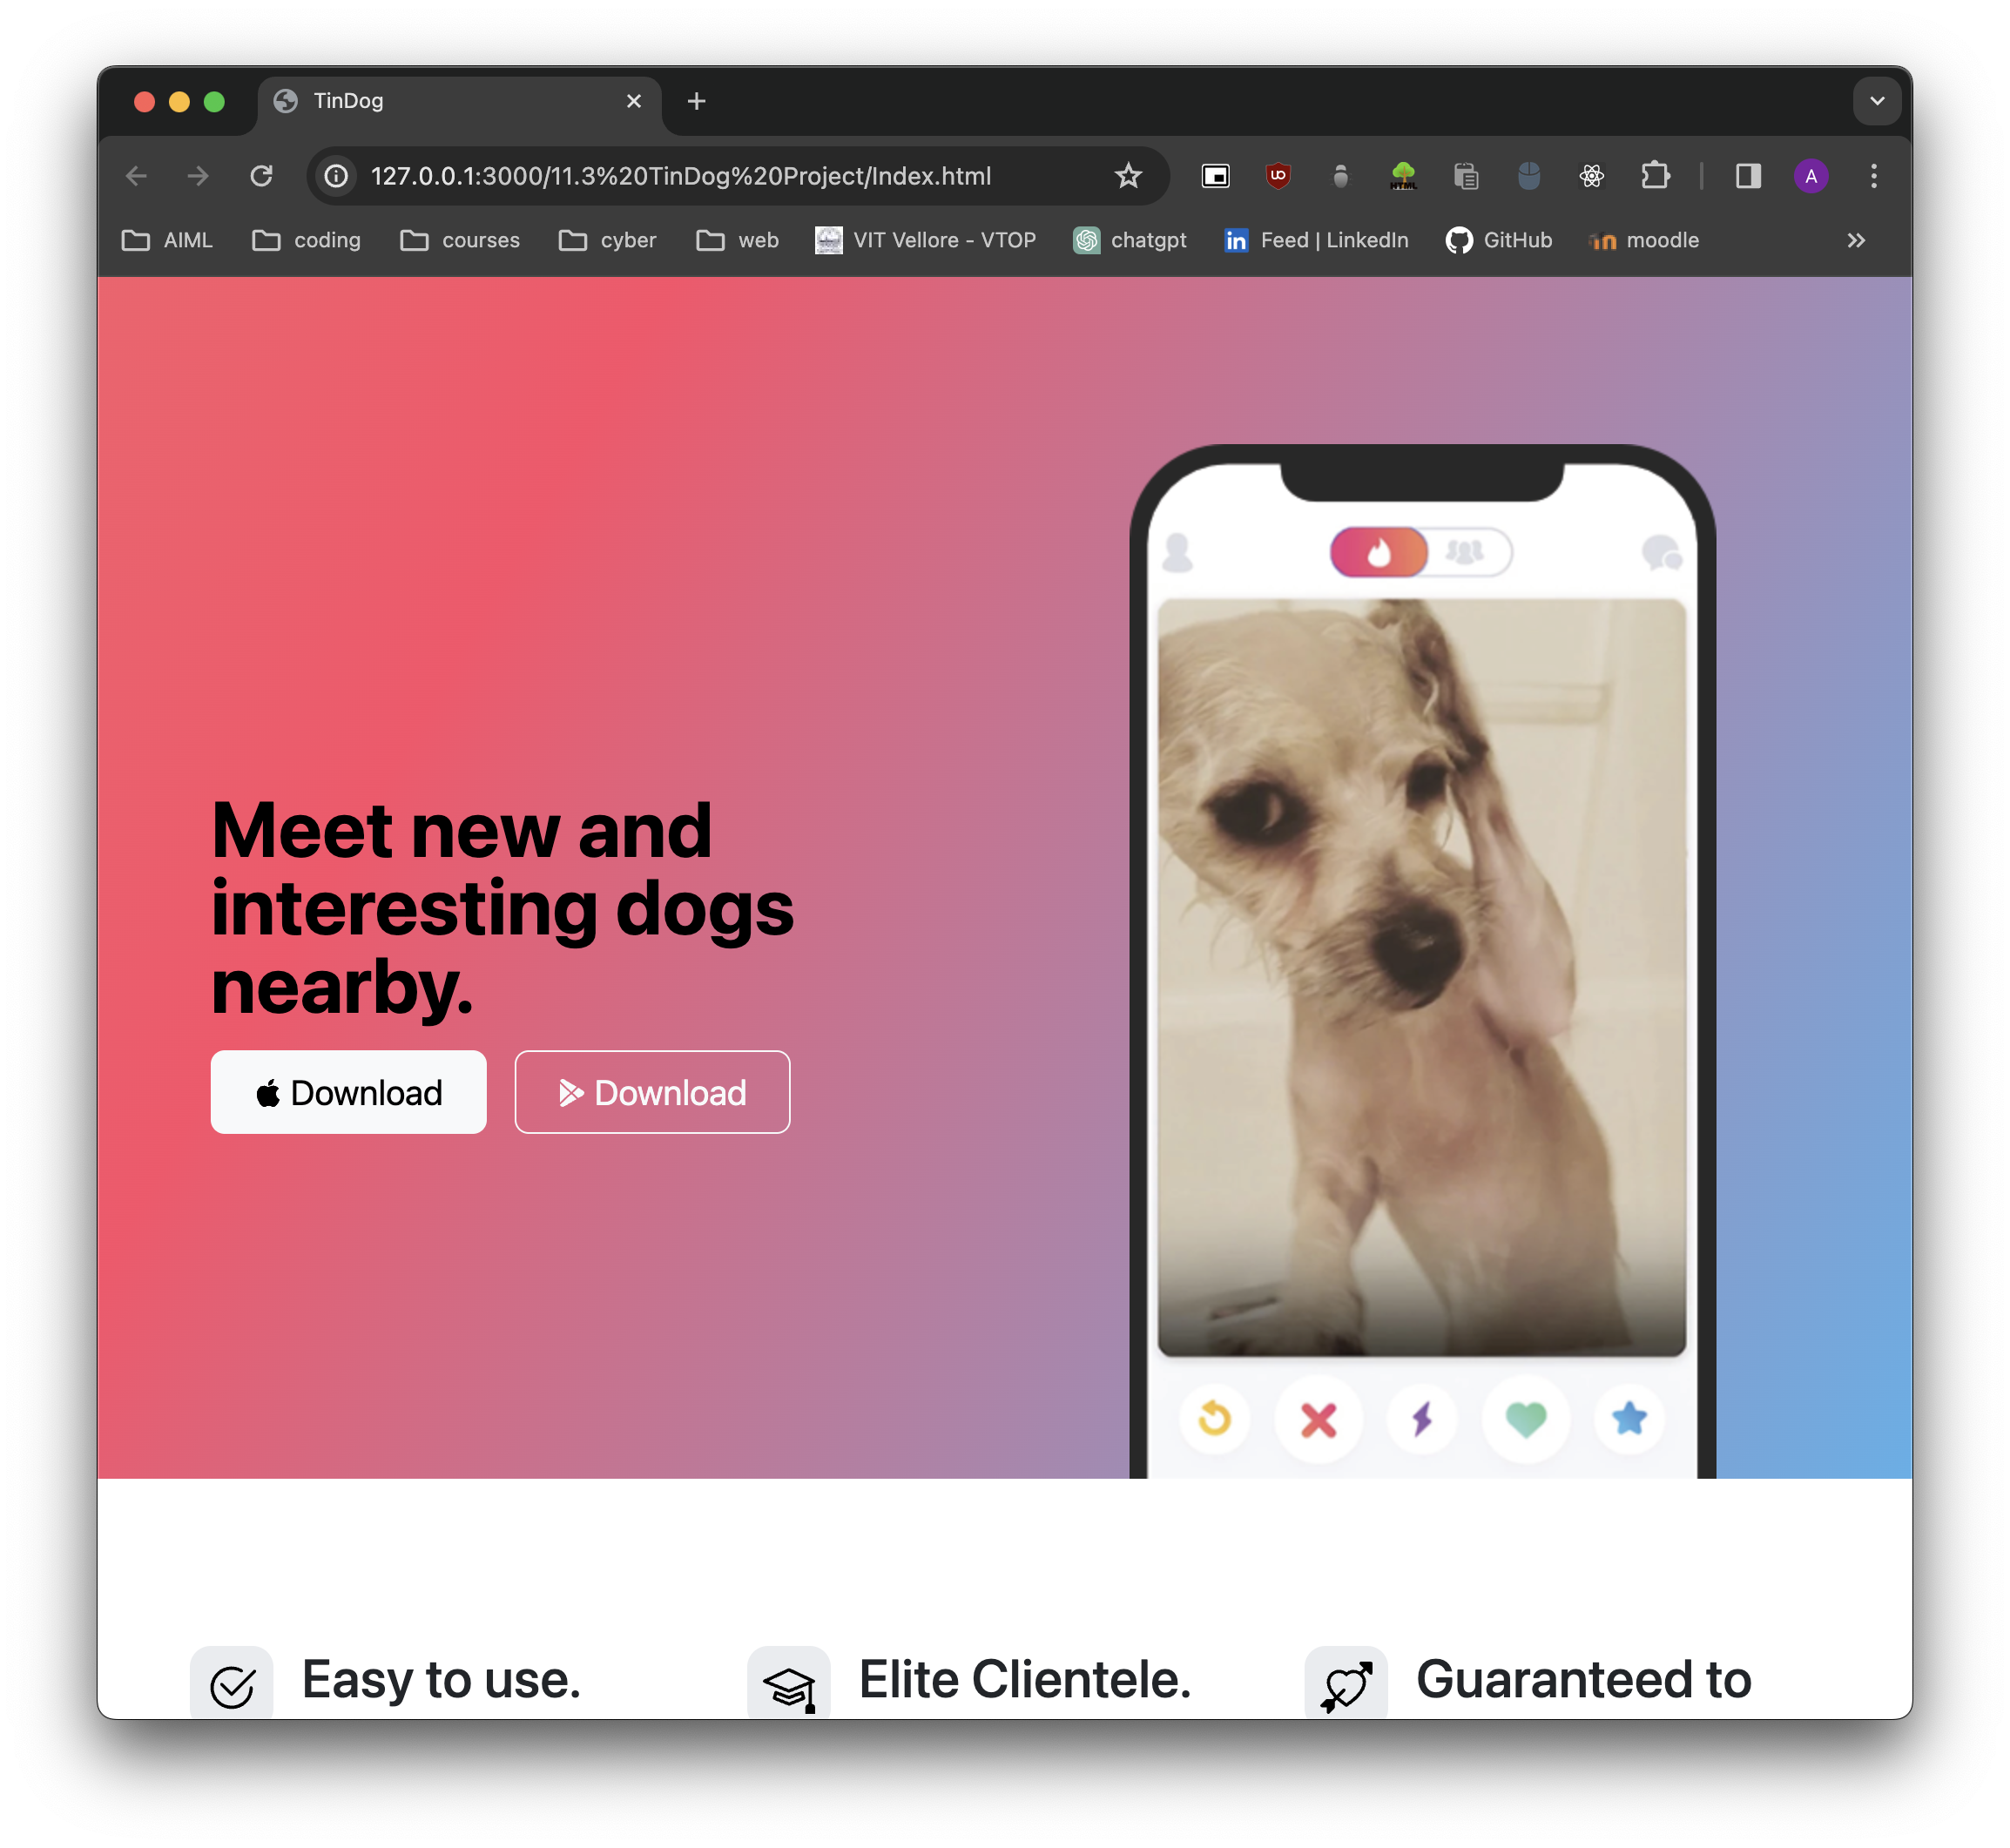 TinDog
127.0.0.1:3000/11.3%20TinDog%20Project/Index.html
HTML
A
AIML
coding
courses
cyber
web
VIT Vellore - VTOP
chatgpt
in
Feed | LinkedIn
GitHub
moodle
Meet new and
interesting dogs
nearby.
Download
Download
Easy to use.
Elite Clientele.
Guaranteed to